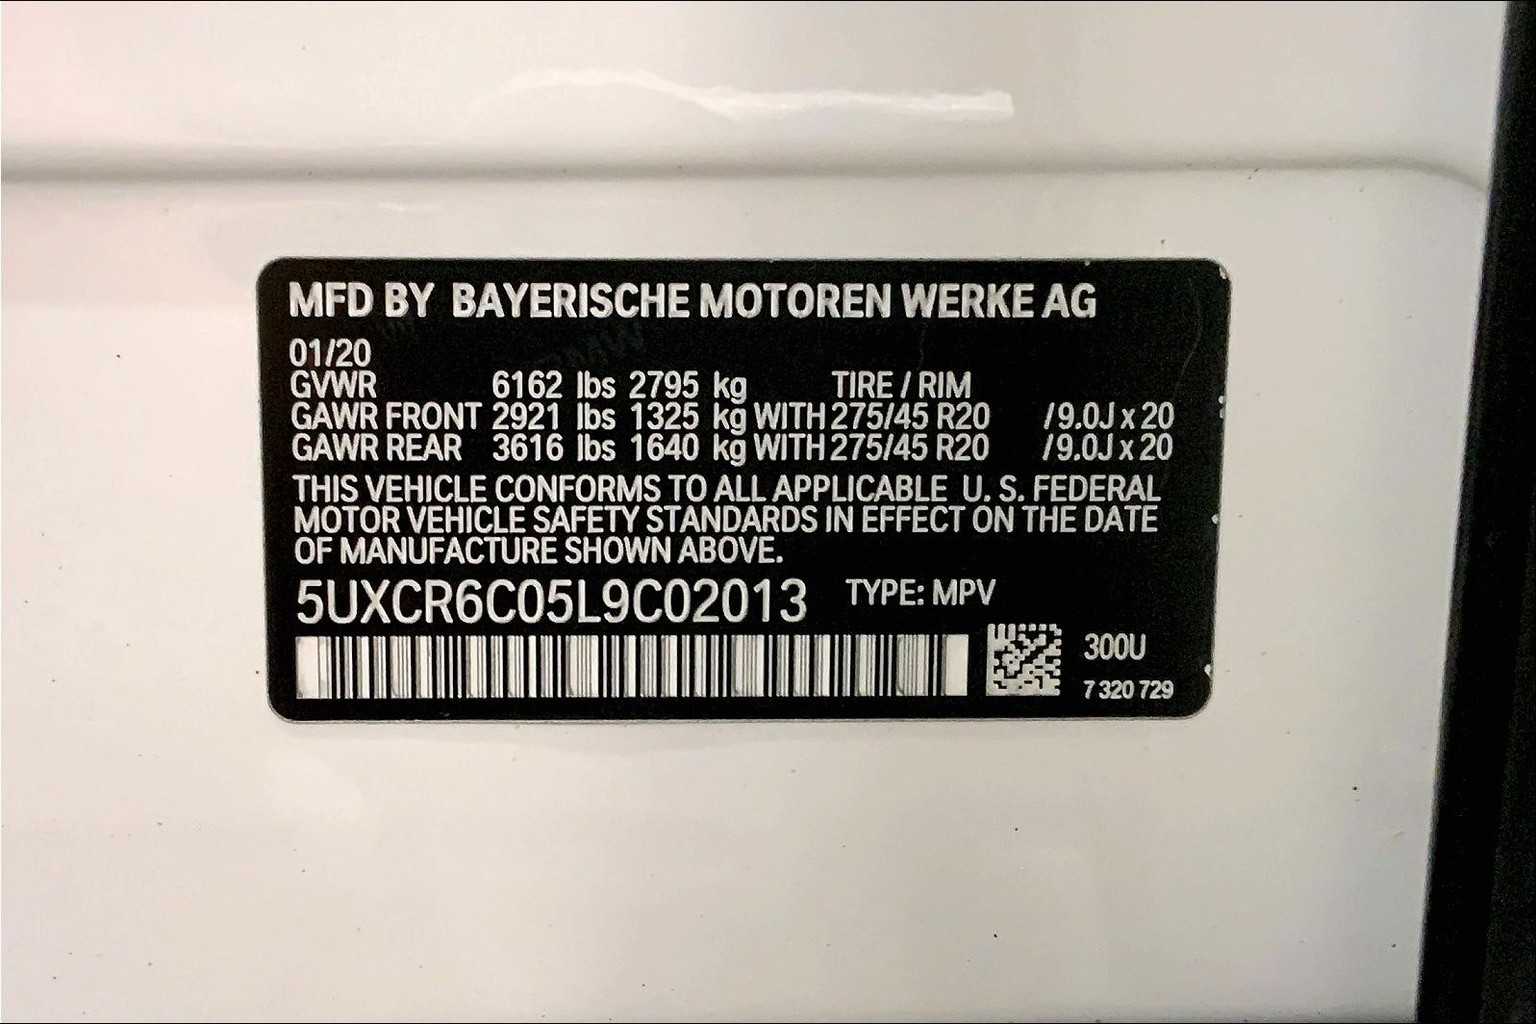 MFD BY BAYERISCHE MOTOREN WERKE AG
01/20
GVWR 6162 lbs 2795 kg TIRE / RIM
GAWR FRONT 2921 lbs 1325 kg WITH 275/45 R20 /9.0J x 20
GAWR REAR 3616 lbs 1640 kg WITH 275/45 R20 /9.0J x 20
THIS VEHICLE CONFORMS TO ALL APPLICABLE U. S. FEDERAL
MOTOR VEHICLE SAFETY STANDARDS IN EFFECT ON THE DATE
OF MANUFACTURE SHOWN ABOVE.
5UXCR6C05L9C02013 TYPE: MPV
300U
7 320 729